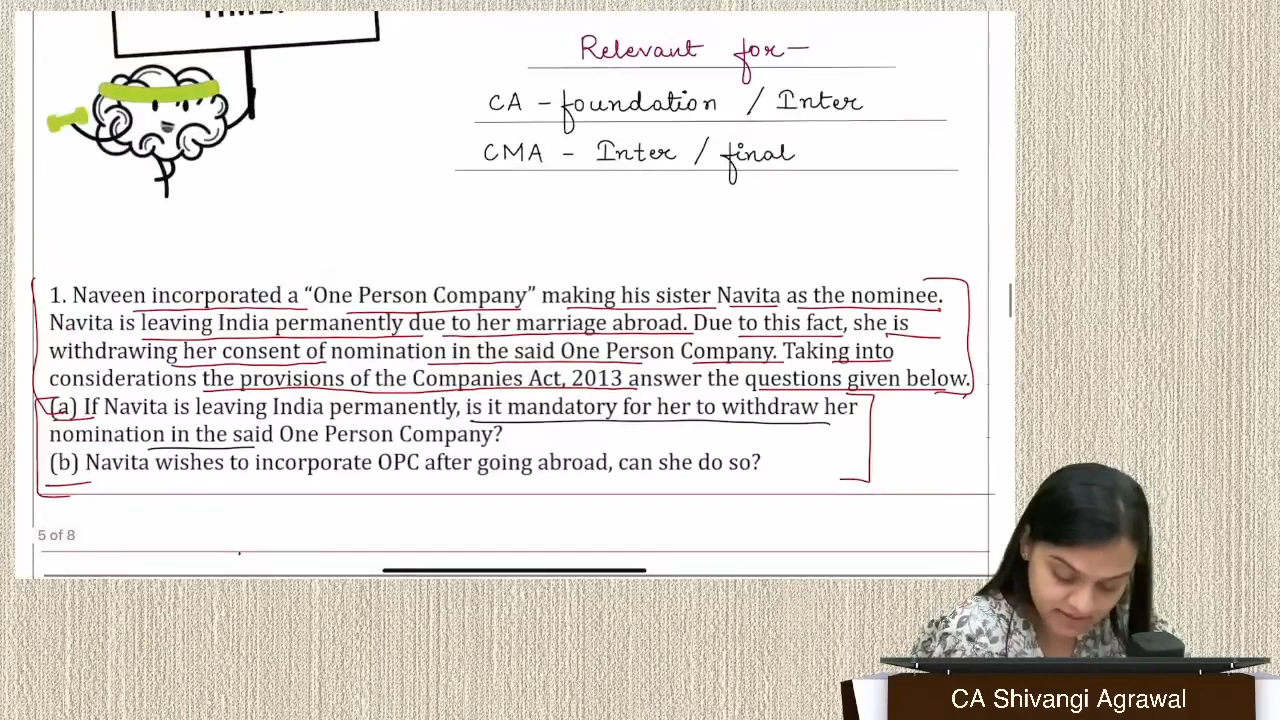 Relevant for-
CA - foundation / Inter
CMA - Inter / final
1. Naveen incorporated a “One Person Company” making his sister Navita as the nominee.
Navita is leaving India permanently due to her marriage abroad. Due to this fact, she is
withdrawing her consent of nomination in the said One Person Company. Taking into
considerations the provisions of the Companies Act, 2013 answer the questions given below.
(a) If Navita is leaving India permanently, is it mandatory for her to withdraw her
nomination in the said One Person Company?
(b) Navita wishes to incorporate OPC after going abroad, can she do so?
5 of 8
CA Shivangi Agrawal